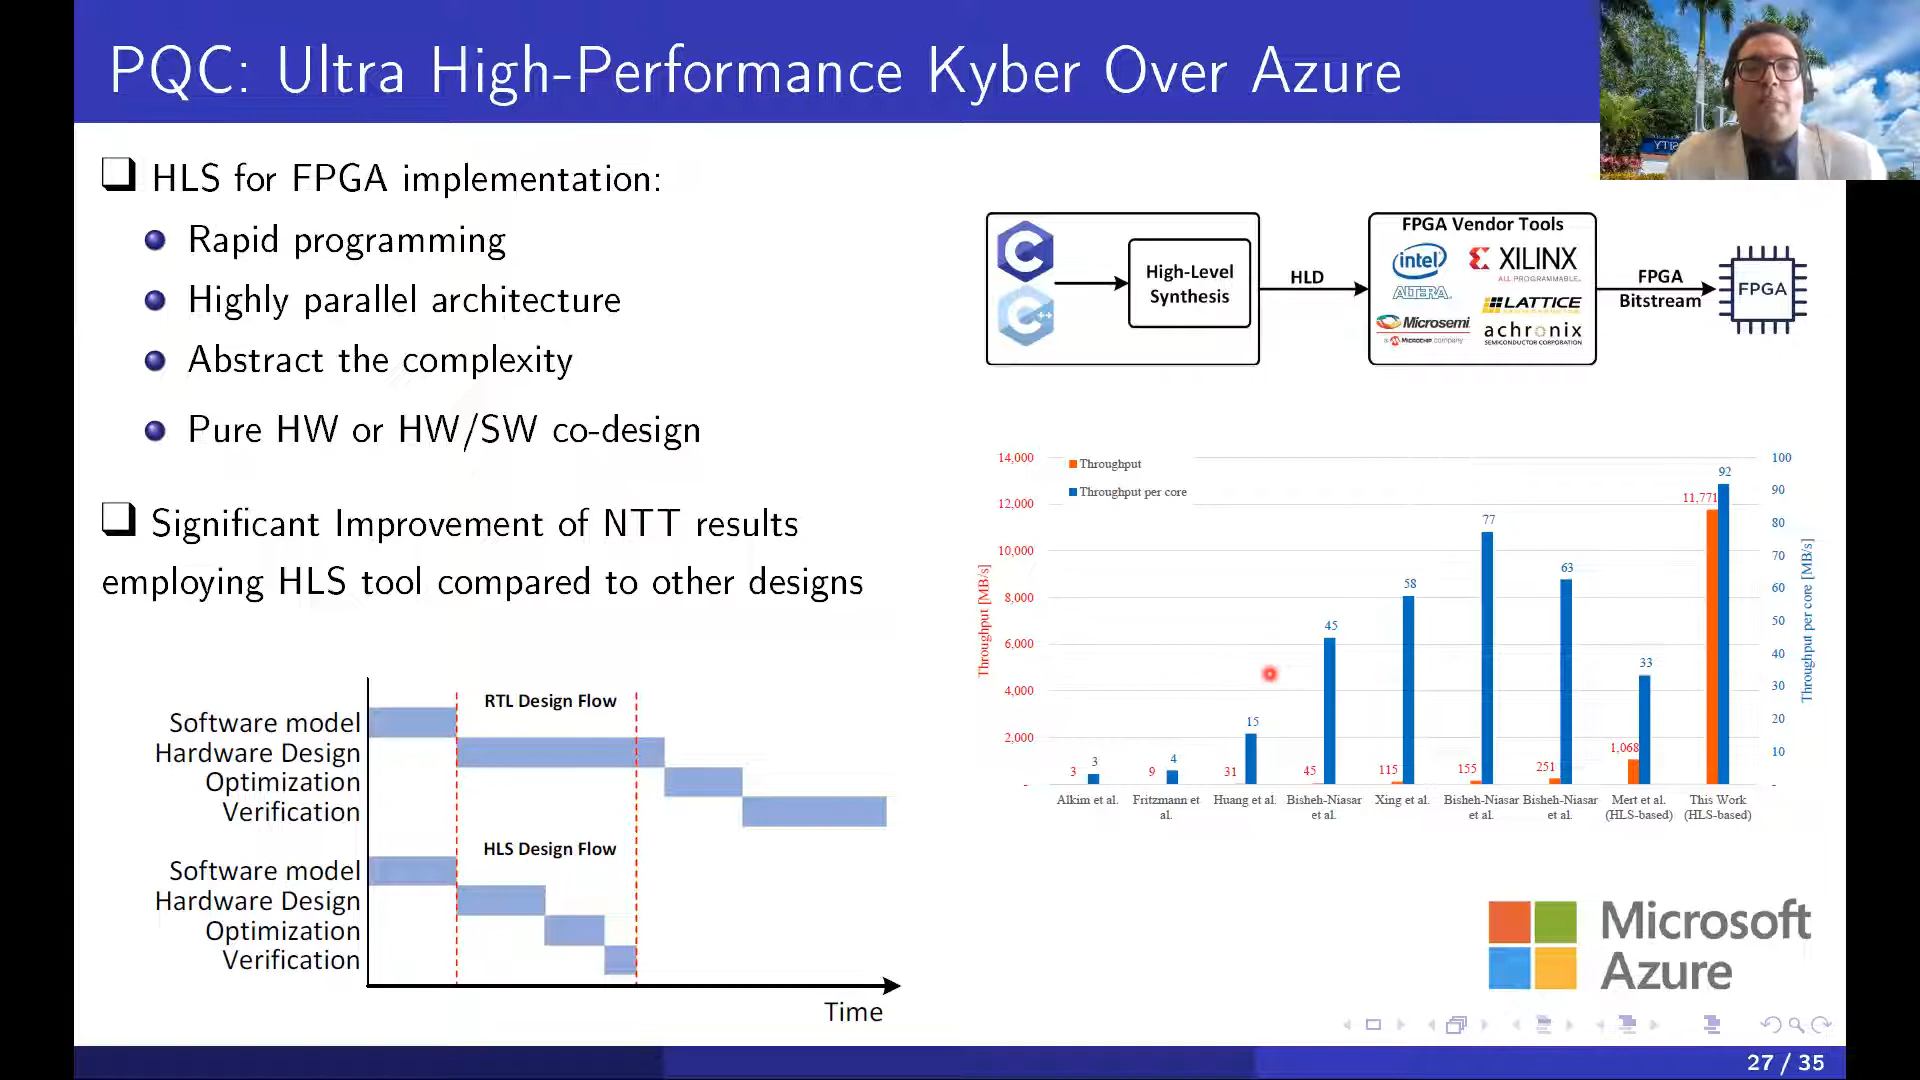 PQC: Ultra High-Performance Kyber Over Azure
HLS for FPGA implementation:
Rapid programming
Highly parallel architecture
Abstract the complexity
Pure HW or HW/SW co-design
Significant Improvement of NTT results
employing HLS tool compared to other designs
RTL Design Flow
Software model
Hardware Design
Optimization
Verification
HLS Design Flow
Software model
Hardware Design
Optimization
Verification
Time
C
C++
High-Level
Synthesis
HLD
FPGA Vendor Tools
intel
XILINX
ALL PROGRAMMABLE.
ALTERA
LATTICE
Microsemi
a MICROCHIP company
achronix
SEMICONDUCTOR CORPORATION
FPGA
Bitstream
FPGA
Throughput
Throughput per core
Throughput [MB/s]
14,000
12,000
10,000
8,000
6,000
4,000
2,000
-
3 3
9 4
31 15
45 45
115 58
155 77
251 63
1,068 33
11,771 92
100
90
80
70
60
50
40
30
20
10
-
Throughput per core [MB/s]
Alkim et al.
Fritzmann et
al.
Huang et al.
Bisheh-Niasar
et al.
Xing et al.
Bisheh-Niasar
et al.
Bisheh-Niasar
et al.
Mert et al.
(HLS-based)
This Work
(HLS-based)
Microsoft
Azure
27 / 35